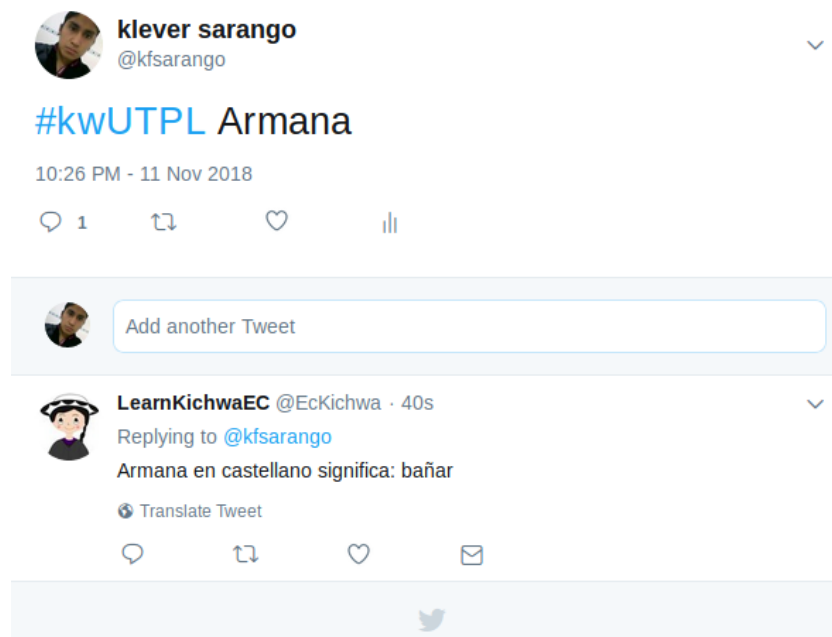 klever sarango
@kfsarango
#kwUTPL Armana
10:26 PM - 11 Nov 2018
1
Add another Tweet
LearnKichwaEC @EcKichwa · 40s
Replying to @kfsarango
Armana en castellano significa: bañar
Translate Tweet